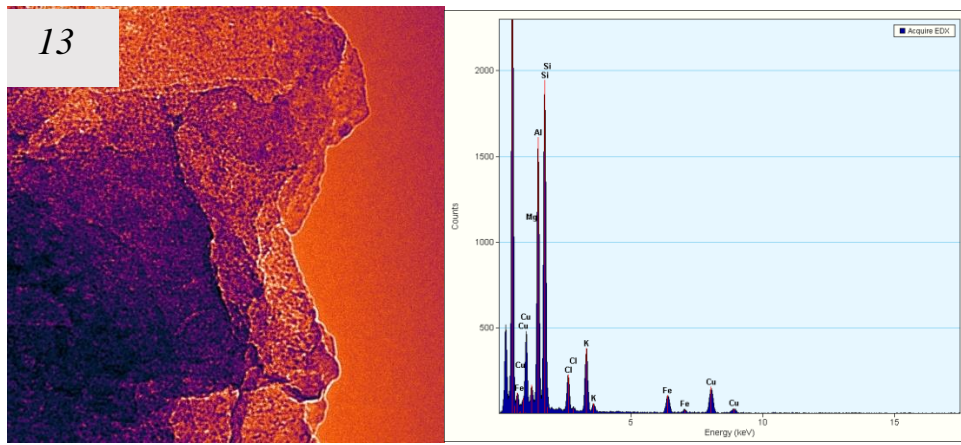 13
Acquire EDX
Counts
2000
1500
1000
500
Si
Si
Al
Mg
Cu
Cu
Cu
Fe
Cl
Cl
K
K
Fe
Fe
Cu
Cu
5
10
15
Energy (keV)